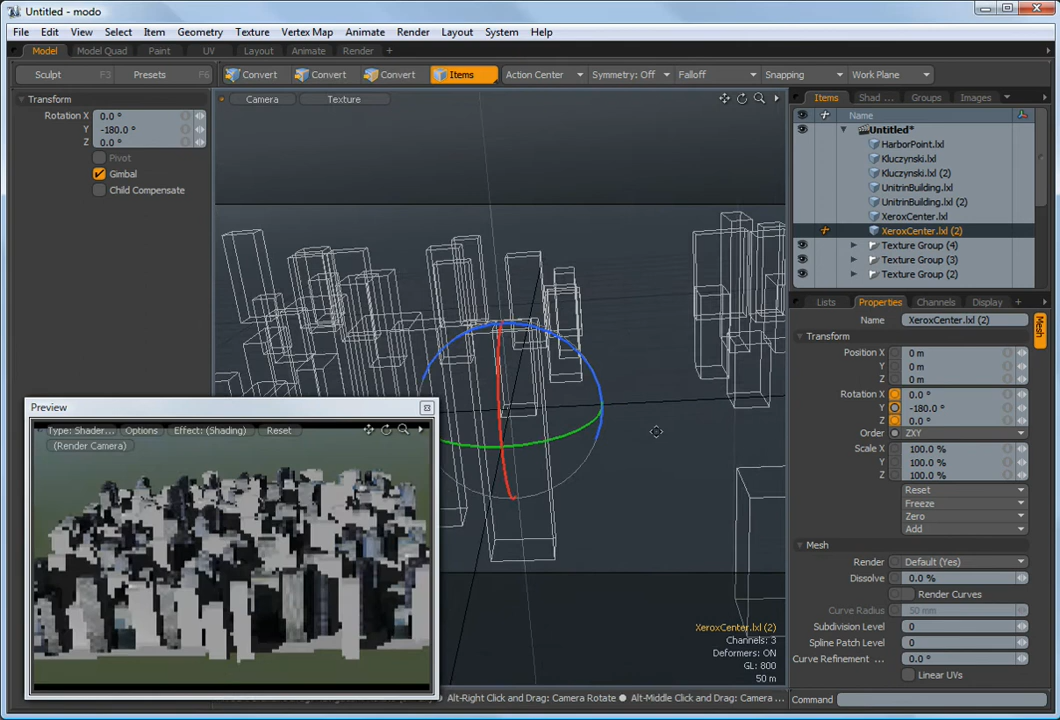 Untitled - modo
File Edit View Select Item Geometry Texture Vertex Map Animate Render Layout System Help
Model Model Quad Paint UV Layout Animate Render +
Sculpt F3 Presets F6 Convert Convert Convert Items Action Center Symmetry: Off Falloff Snapping Work Plane
Transform
Rotation X 0.0 °
Y -180.0 °
Z 0.0 °
Pivot
Gimbal
Child Compensate
Camera Texture
Items Shad ... Groups Images
Name
Untitled*
HarborPoint.lxl
Kluczynski.lxl
Kluczynski.lxl (2)
UnitrinBuilding.lxl
UnitrinBuilding.lxl (2)
XeroxCenter.lxl
XeroxCenter.lxl (2)
Texture Group (4)
Texture Group (3)
Texture Group (2)
Lists Properties Channels Display +
Name XeroxCenter.lxl (2)
Mesh
Transform
Position X 0 m
Y 0 m
Z 0 m
Rotation X 0.0 °
Y -180.0 °
Z 0.0 °
Order ZXY
Scale X 100.0 %
Y 100.0 %
Z 100.0 %
Reset
Freeze
Zero
Add
Mesh
Render Default (Yes)
Dissolve 0.0 %
Render Curves
Curve Radius 50 mm
Subdivision Level 0
Spline Patch Level 0
Curve Refinement ... 0.0 °
Linear UVs
Command
Preview
Type: Shader... Options Effect: (Shading) Reset
(Render Camera)
XeroxCenter.lxl (2)
Channels: 3
Deformers: ON
GL: 800
50 m
Alt-Right Click and Drag: Camera Rotate ● Alt-Middle Click and Drag: Camera ...